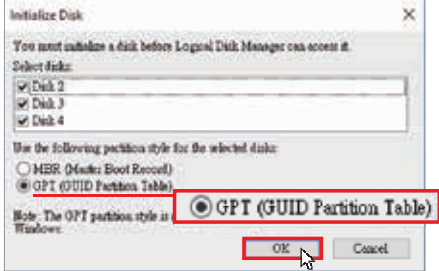 Initialize Disk
You must initialize a disk before Logical Disk Manager can access it.
Select disks:
Disk 2
Disk 3
Disk 4
Use the following partition style for the selected disks:
MBR (Master Boot Record)
GPT (GUID Partition Table)
GPT (GUID Partition Table)
Note: The GPT partition style is
Windows.
OK
Cancel